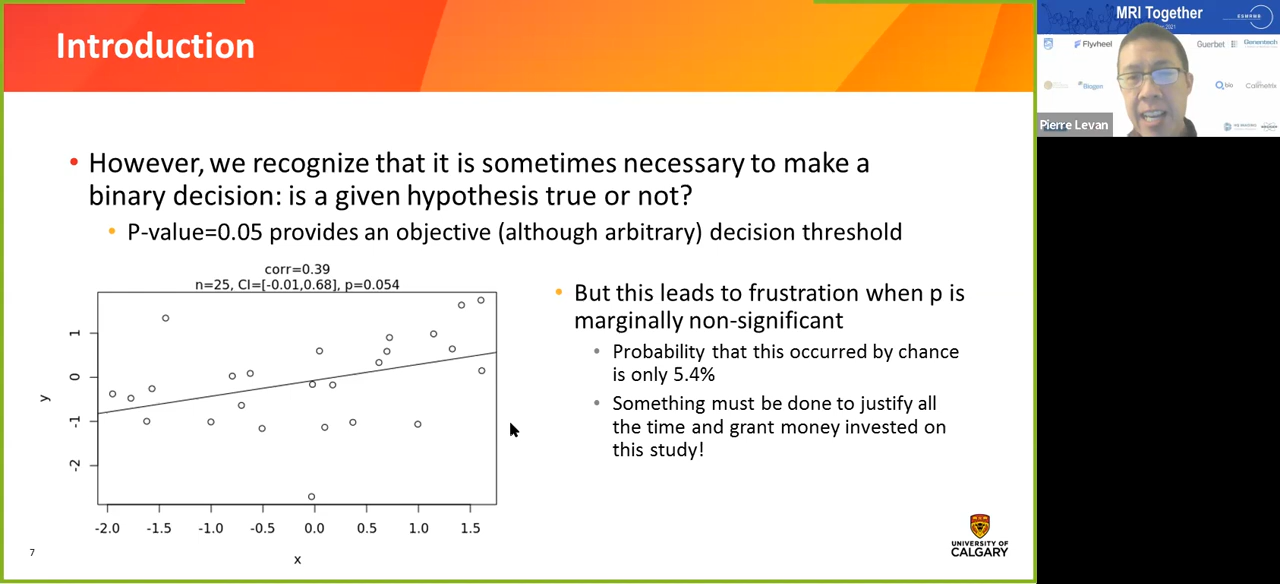 Introduction
• However, we recognize that it is sometimes necessary to make a
binary decision: is a given hypothesis true or not?
• P-value=0.05 provides an objective (although arbitrary) decision threshold
corr=0.39
n=25, CI=[-0.01,0.68], p=0.054
1
0
-1
-2
y
-2.0 -1.5 -1.0 -0.5 0.0 0.5 1.0 1.5
x
• But this leads to frustration when p is
marginally non-significant
• Probability that this occurred by chance
is only 5.4%
• Something must be done to justify all
the time and grant money invested on
this study!
7
UNIVERSITY OF
CALGARY
MRI Together
2021
ESMRMB
Flywheel
Guerbet
Genentech
Biogen
Q bio
Calimetrix
Pierre Levan